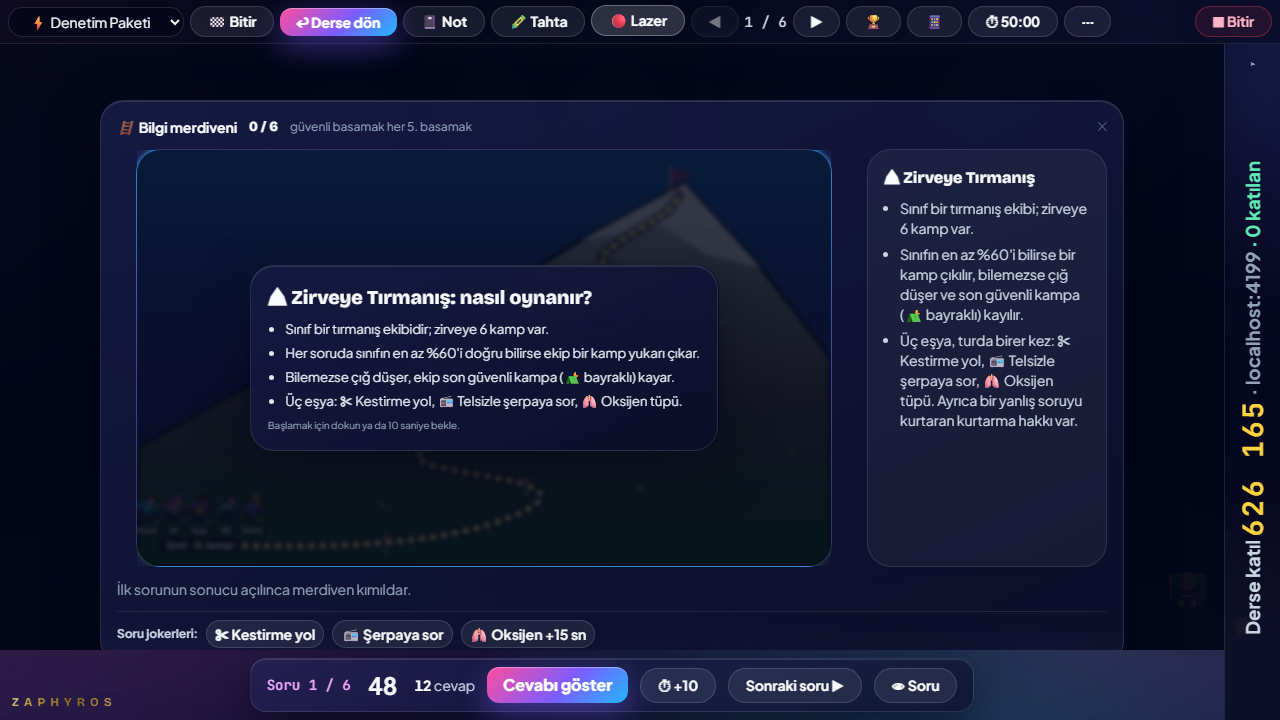 Denetim Paketi
Bitir
Derse dön
Not
Tahta
Lazer
1 / 6
50:00
---
Bitir
Bilgi merdiveni 0 / 6 güvenli basamak her 5. basamak
Zirveye Tırmanış: nasıl oynanır?
• Sınıf bir tırmanış ekibidir; zirveye 6 kamp var.
• Her soruda sınıfın en az %60'i doğru bilirse ekip bir kamp yukarı çıkar.
• Bilemezse çığ düşer, ekip son güvenli kampa ( bayraklı) kayar.
• Üç eşya: Kestirme yol, Telsizle şerpaya sor, Oksijen tüpü.
Başlamak için dokun ya da 10 saniye bekle.
Zirveye Tırmanış
• Sınıf bir tırmanış ekibi; zirveye
6 kamp var.
• Sınıfın en az %60'i bilirse bir
kamp çıkılır, bilemezse çığ
düşer ve son güvenli kampa
( bayraklı) kayılır.
• Üç eşya, turda birer kez:
Kestirme yol, Telsizle
şerpaya sor, Oksijen
tüpü. Ayrıca bir yanlış soruyu
kurtaran kurtarma hakkı var.
İlk sorunun sonucu açılınca merdiven kımıldar.
Soru jokerleri: Kestirme yol Şerpaya sor Oksijen +15 sn
Soru 1 / 6 48 12 cevap Cevabı göster +10 Sonraki soru Soru
ZAPHYROS
Derse katıl 626 165 · localhost:4199 · 0 katılan